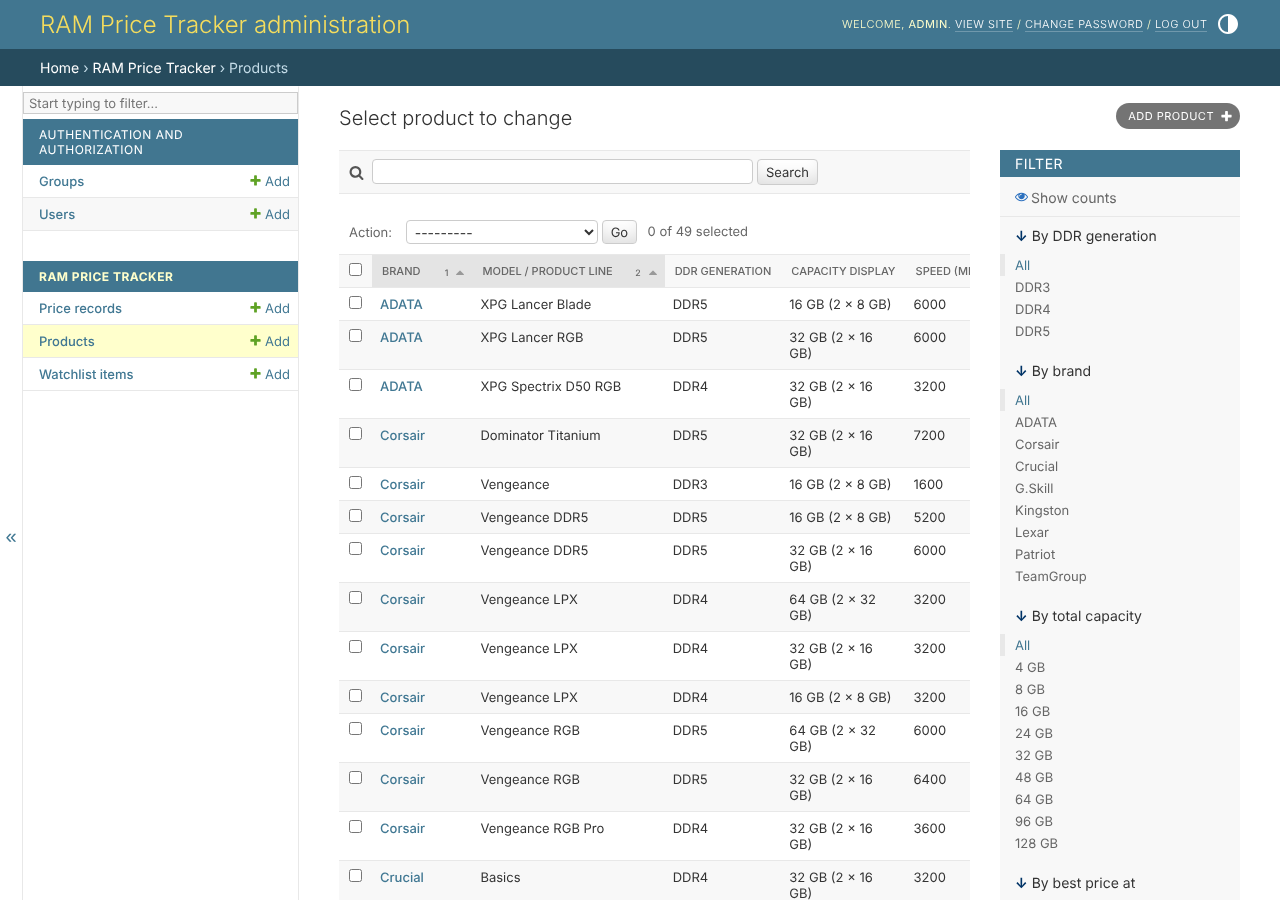 RAM Price Tracker administration
WELCOME, ADMIN. VIEW SITE / CHANGE PASSWORD / LOG OUT
Home › RAM Price Tracker › Products
Start typing to filter...
AUTHENTICATION AND
AUTHORIZATION
Groups Add
Users Add
RAM PRICE TRACKER
Price records Add
Products Add
Watchlist items Add
«
Select product to change
ADD PRODUCT
Search
Action: --------- Go 0 of 49 selected
BRAND 1 MODEL / PRODUCT LINE 2 DDR GENERATION CAPACITY DISPLAY SPEED
ADATA XPG Lancer Blade DDR5 16 GB (2 × 8 GB) 6000
ADATA XPG Lancer RGB DDR5 32 GB (2 × 16
GB) 6000
ADATA XPG Spectrix D50 RGB DDR4 32 GB (2 × 16
GB) 3200
Corsair Dominator Titanium DDR5 32 GB (2 × 16
GB) 7200
Corsair Vengeance DDR3 16 GB (2 × 8 GB) 1600
Corsair Vengeance DDR5 DDR5 16 GB (2 × 8 GB) 5200
Corsair Vengeance DDR5 DDR5 32 GB (2 × 16
GB) 6000
Corsair Vengeance LPX DDR4 64 GB (2 × 32
GB) 3200
Corsair Vengeance LPX DDR4 32 GB (2 × 16
GB) 3200
Corsair Vengeance LPX DDR4 16 GB (2 × 8 GB) 3200
Corsair Vengeance RGB DDR5 64 GB (2 × 32
GB) 6000
Corsair Vengeance RGB DDR5 32 GB (2 × 16
GB) 6400
Corsair Vengeance RGB Pro DDR4 32 GB (2 × 16
GB) 3600
Crucial Basics DDR4 32 GB (2 × 16
GB) 3200
FILTER
Show counts
By DDR generation
All
DDR3
DDR4
DDR5
By brand
All
ADATA
Corsair
Crucial
G.Skill
Kingston
Lexar
Patriot
TeamGroup
By total capacity
All
4 GB
8 GB
16 GB
24 GB
32 GB
48 GB
64 GB
96 GB
128 GB
By best price at